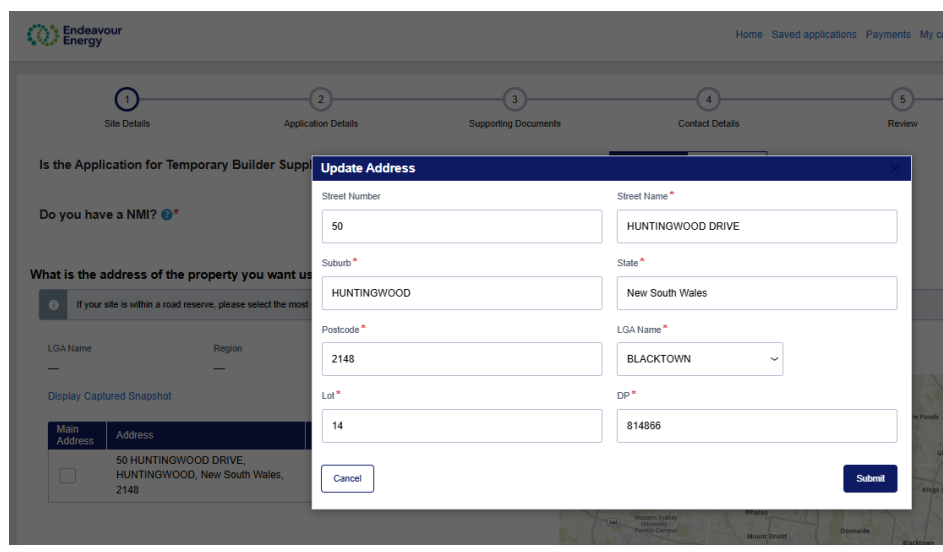 Endeavour
Energy
Home Saved applications Payments My
1 2 3 4 5
Site Details Application Details Supporting Documents Contact Details Review
Is the Application for Temporary Builder
Update Address
Street Number Street Name *
50 HUNTINGWOOD DRIVE
Do you have a NMI? ? *
Suburb * State *
HUNTINGWOOD New South Wales
What is the address of the property you want
i If your site is within a road reserve, please select the most
Postcode * LGA Name *
2148 BLACKTOWN
LGA Name Region
— —
Display Captured Snapshot
Lot * DP *
14 814866
Main
Address Address
50 HUNTINGWOOD DRIVE,
HUNTINGWOOD, New South Wales,
2148
Cancel Submit
Western Sydney
University -
Penrith Campus
Whalan
Mount Druitt
Doonside
Blacktown